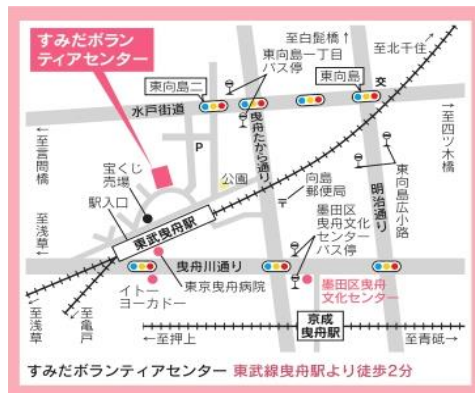 すみだボラン
ティアセンター
至白髭橋↑
東向島一丁目
バス停
至北千住
東向島二
東向島
交
水戸街道
至言問橋
P
曳舟たから通り
至四ツ木橋
宝くじ
売場
公園
向島
郵便局
〒
明治通り
東向島広小路
駅入口
至浅草
東武曳舟駅
墨田区曳舟文化
センター
バス停
曳舟川通り
イトー
ヨーカドー
東京曳舟病院
墨田区曳舟
文化センター
至浅草
至亀戸
京成
曳舟駅
←至押上
→至青砥
すみだボランティアセンター 東武線曳舟駅より徒歩2分